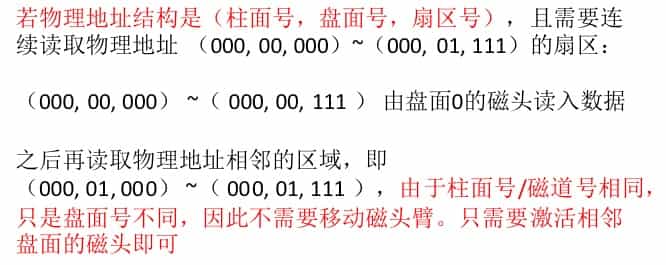 若物理地址结构是（柱面号，盘面号，扇区号），且需要连
续读取物理地址 （000, 00, 000）~（000, 01, 111）的扇区：
（000, 00, 000） ~（ 000, 00, 111 ） 由盘面0的磁头读入数据
之后再读取物理地址相邻的区域，即
（000, 01, 000） ~（ 000, 01, 111 ），由于柱面号/磁道号相同，
只是盘面号不同，因此不需要移动磁头臂。只需要激活相邻
盘面的磁头即可